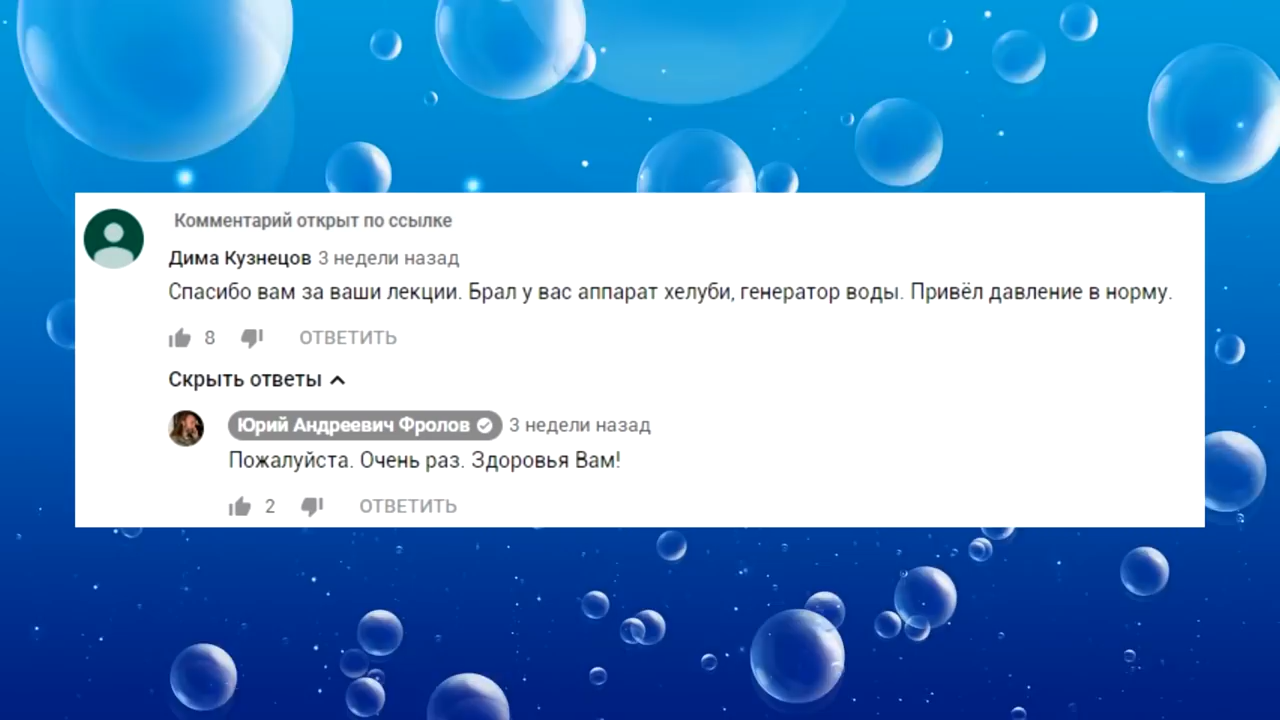 Комментарий открыт по ссылке
Дима Кузнецов 3 недели назад
Спасибо вам за ваши лекции. Брал у вас аппарат хелуби, генератор воды. Привёл давление в норму.
8 ОТВЕТИТЬ
Скрыть ответы
Юрий Андреевич Фролов 3 недели назад
Пожалуйста. Очень раз. Здоровья Вам!
2 ОТВЕТИТЬ